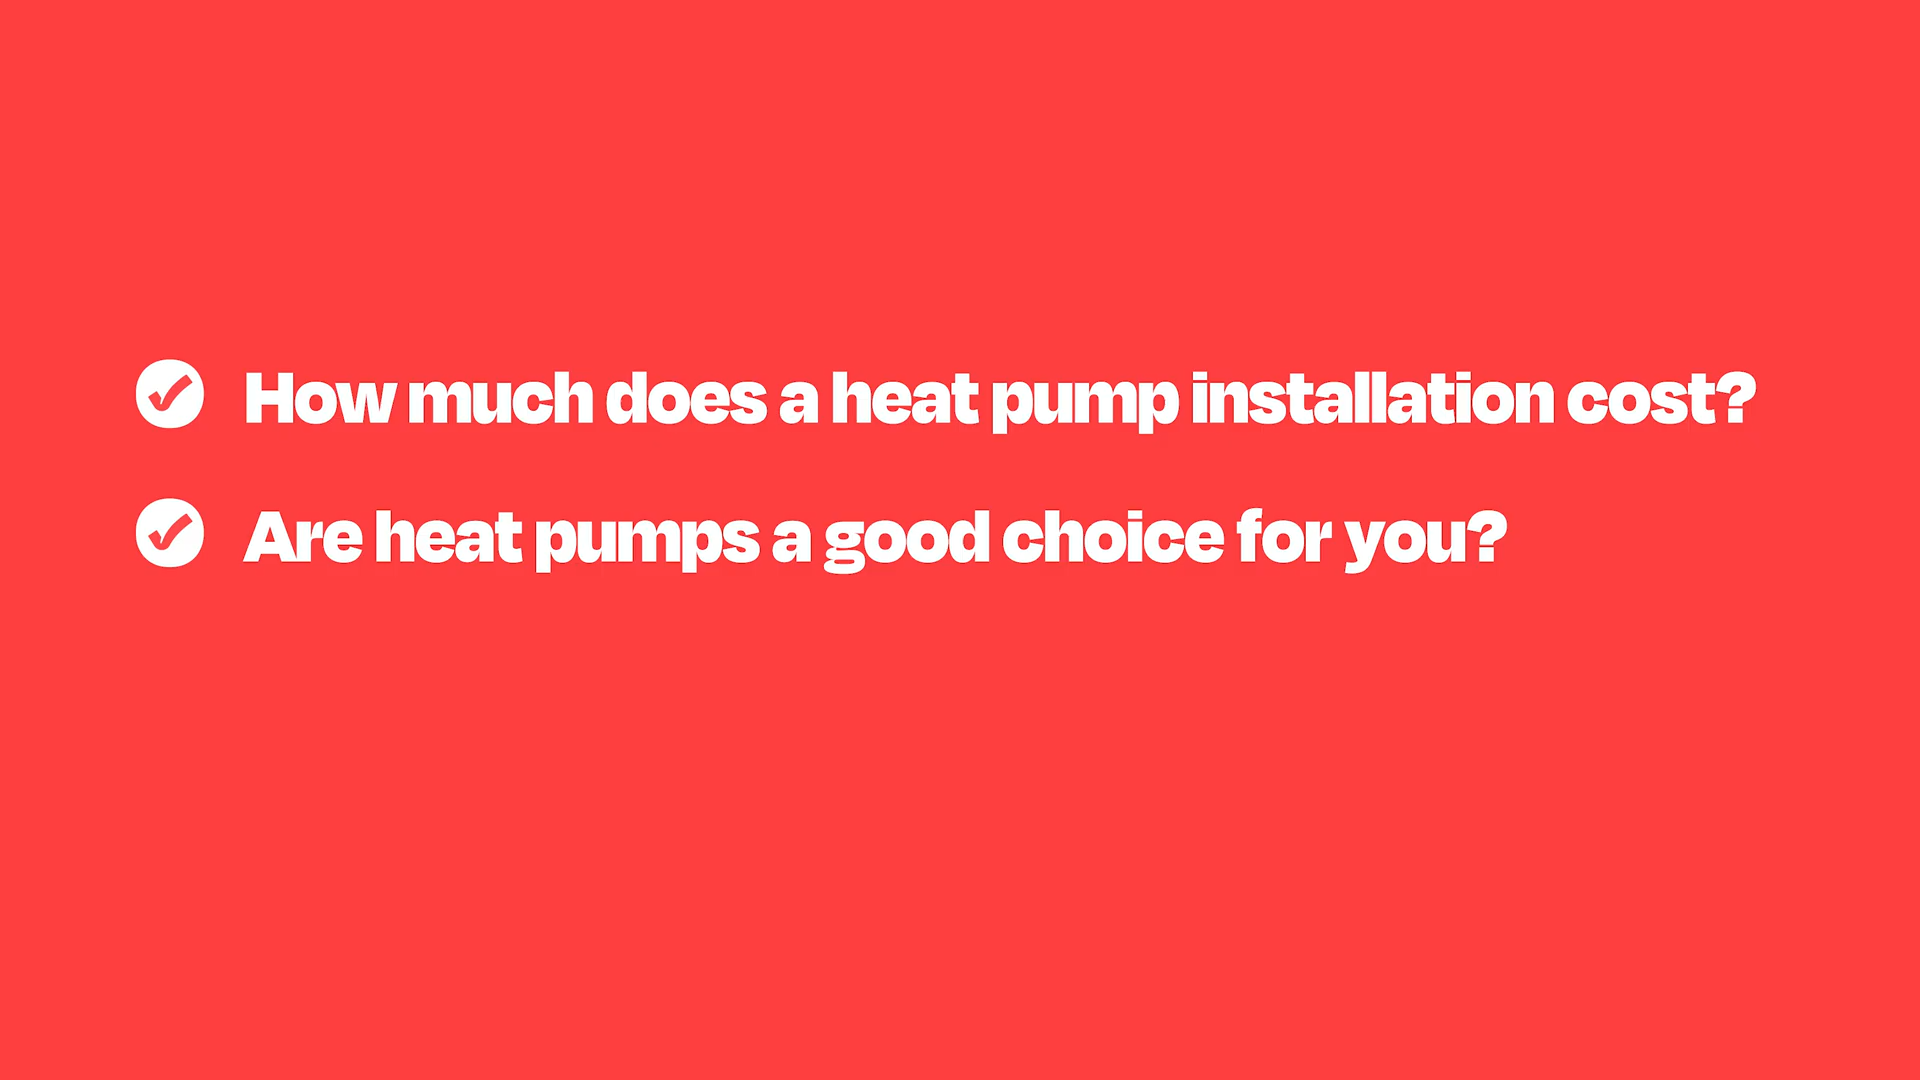 How much does a heat pump installation cost?
Are heat pumps a good choice for you?